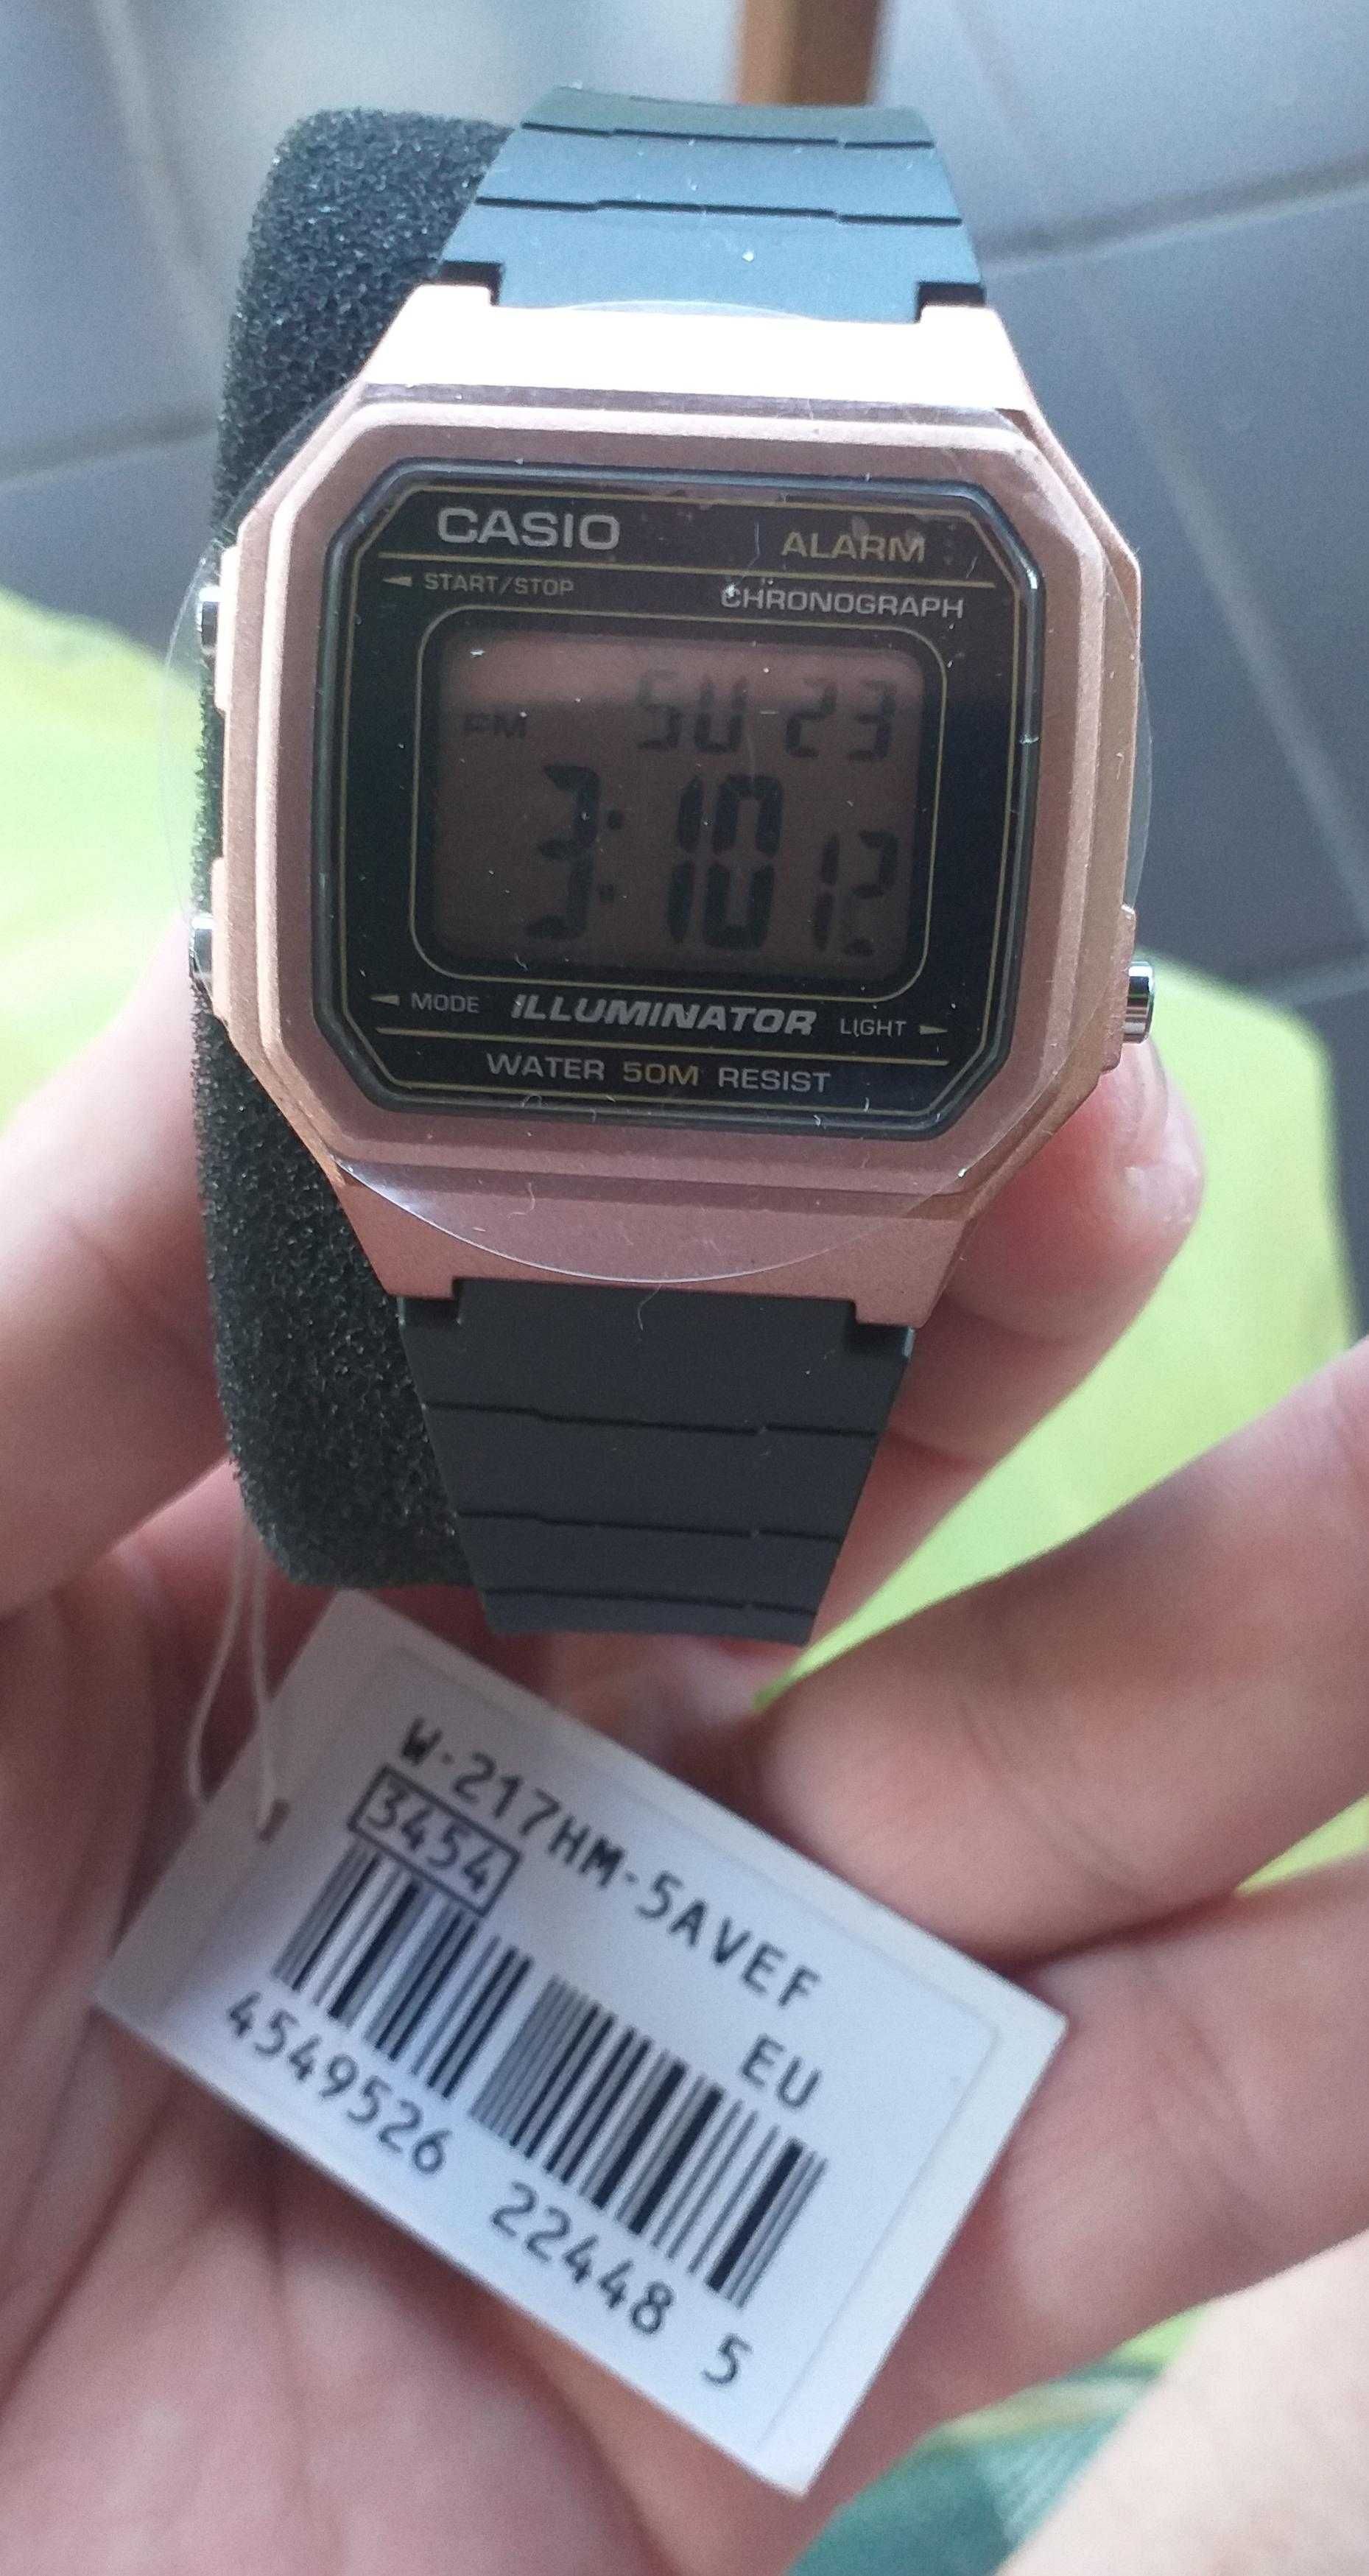 CASIO
ALARM
START/STOP
CHRONOGRAPH
SU 23
PM
3:10 12
MODE
ILLUMINATOR
LIGHT
WATER 50M RESIST
W-217HM-5AVEF
3454
EU
4549526 22448 5